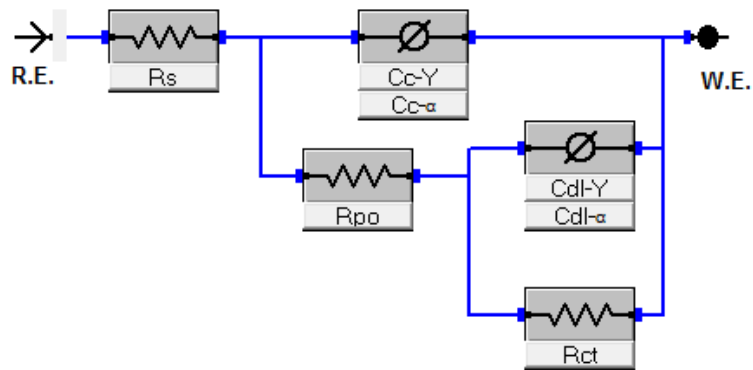 R.E.
Rs
Cc-Y
Cc-α
W.E.
Rpo
Cdl-Y
Cdl-α
Rct